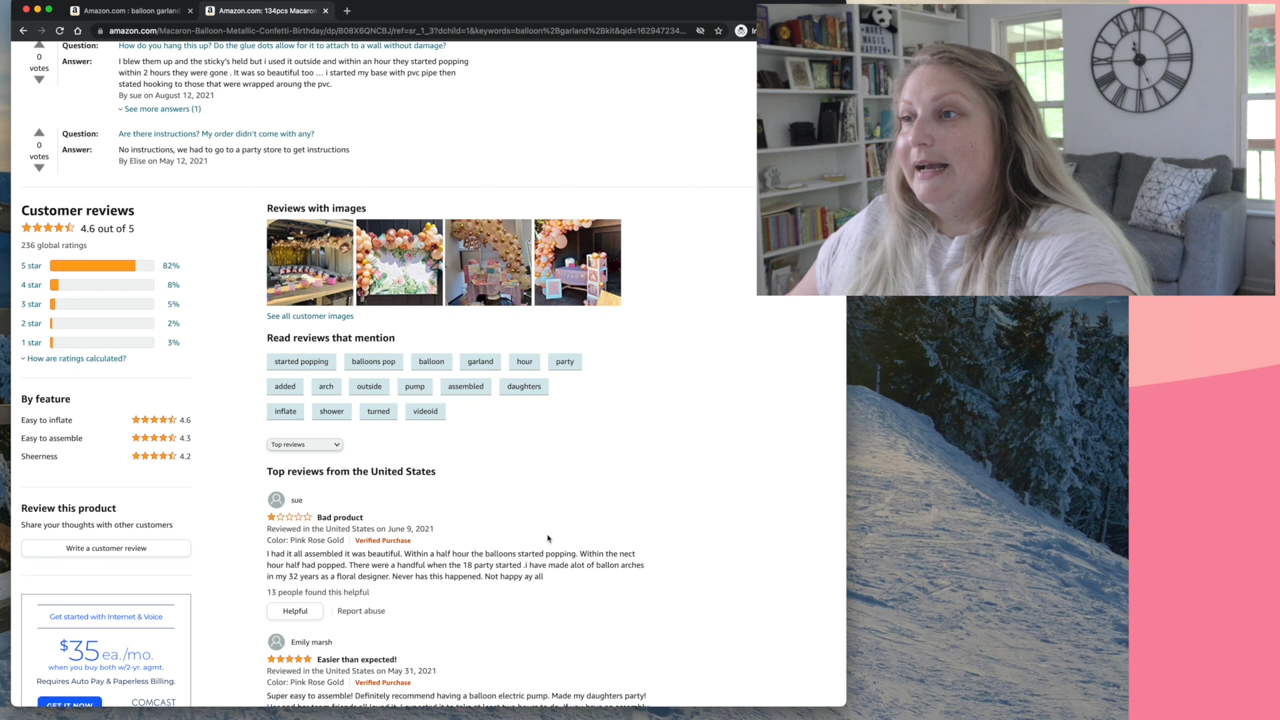 Amazon.com : balloon garland
Amazon.com: 134pcs Macaron
amazon.com/Macaron-Balloon-Metallic-Confetti-Birthday/dp/B08X6QNCBJ/ref=sr_1_3?dchild=1&keywords=balloon%2Bgarland%2Bkit&qid=162947230...
0
votes
Question: How do you hang this up? Do the glue dots allow for it to attach to a wall without damage?
Answer: I blew them up and the sticky's held but i used it outside and within an hour they started popping
within 2 hours they were gone . It was so beautiful too ... i started my base with pvc pipe then
stated hooking to those that were wrapped around the pvc.
By sue on August 12, 2021
See more answers (1)
0
votes
Question: Are there instructions? My order didn't come with any?
Answer: No instructions, we had to go to a party store to get instructions
By Elise on May 12, 2021
Customer reviews
4.6 out of 5
236 global ratings
5 star 82%
4 star 8%
3 star 5%
2 star 2%
1 star 3%
How are ratings calculated?
By feature
Easy to inflate 4.6
Easy to assemble 4.3
Sheerness 4.2
Review this product
Share your thoughts with other customers
Write a customer review
Get started with Internet & Voice
$35 ea./mo.
when you buy both w/2-yr. agmt.
Requires Auto Pay & Paperless Billing.
GET IT NOW
COMCAST
Reviews with images
See all customer images
Read reviews that mention
started popping balloons pop balloon garland hour party
added arch outside pump assembled daughters
inflate shower turned videoid
Top reviews
Top reviews from the United States
sue
Bad product
Reviewed in the United States on June 9, 2021
Color: Pink Rose Gold Verified Purchase
I had it all assembled it was beautiful. Within a half hour the balloons started popping. Within the nect
hour half had popped. There were a handful when the 18 party started .i have made alot of ballon arches
in my 32 years as a floral designer. Never has this happened. Not happy ay all
13 people found this helpful
Helpful Report abuse
Emily marsh
Easier than expected!
Reviewed in the United States on May 31, 2021
Color: Pink Rose Gold Verified Purchase
Super easy to assemble! Definitely recommend having a balloon electric pump. Made my daughters party!
MAKE
MAGIC
HAPPEN